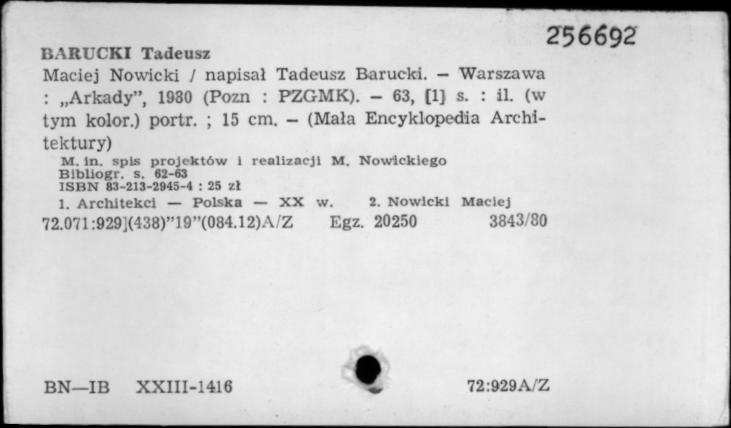 256692
BARUCKI Tadeusz
Maciej Nowicki / napisał Tadeusz Barucki. — Warszawa
: „Arkady”, 1980 (Pozn : PZGMK). — 63, [1] s. : il. (w
tym kolor.) portr. ; 15 cm. — (Mała Encyklopedia Archi-
tektury)
M. in. spis projektów i realizacji M. Nowickiego
Bibliogr. s. 62-63
ISBN 83-213-2945-4 : 25 zł
1. Architekci — Polska — XX w. 2. Nowicki Maciej
72.071:929](438)”19”(084.12)A/Z Egz. 20250 3843/80
BN—IB XXIII-1416 72:929A/Z